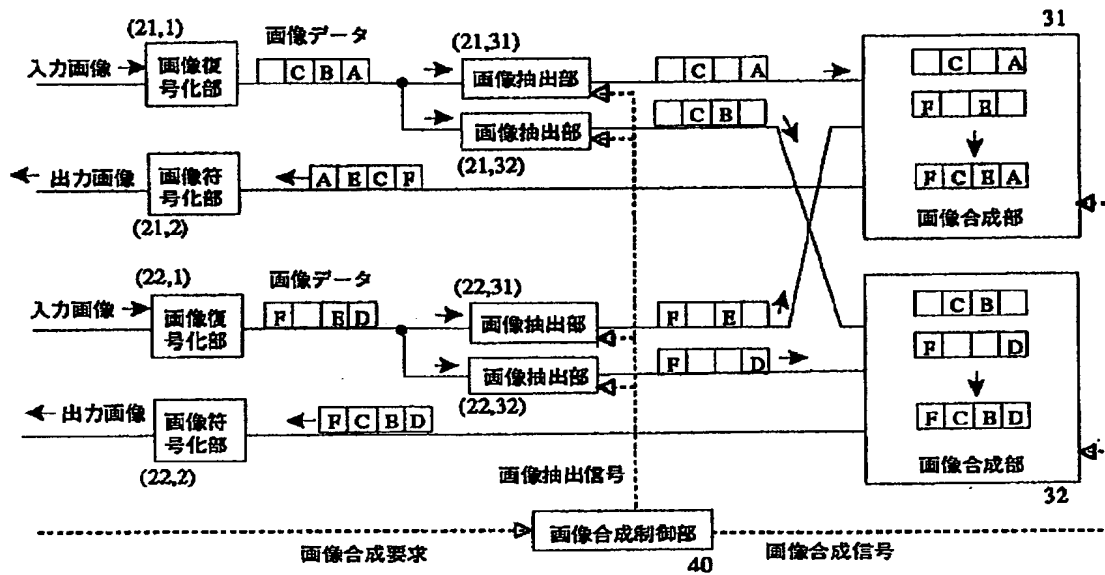 31
(21,1)
画像データ
(21,31)
入力画像
画像復
号化部
C B A
画像抽出部
C A
C A
画像抽出部
C B
F E
(21,32)
出力画像
画像符
号化部
A E C F
F C E A
(21,2)
画像合成部
(22,1)
画像データ
(22,31)
入力画像
画像復
号化部
F E D
画像抽出部
F E
C B
画像抽出部
F D
F D
(22,32)
出力画像
画像符
号化部
F C B D
F C B D
(22,2)
画像抽出信号
画像合成部
32
画像合成制御部
画像合成要求
40
画像合成信号